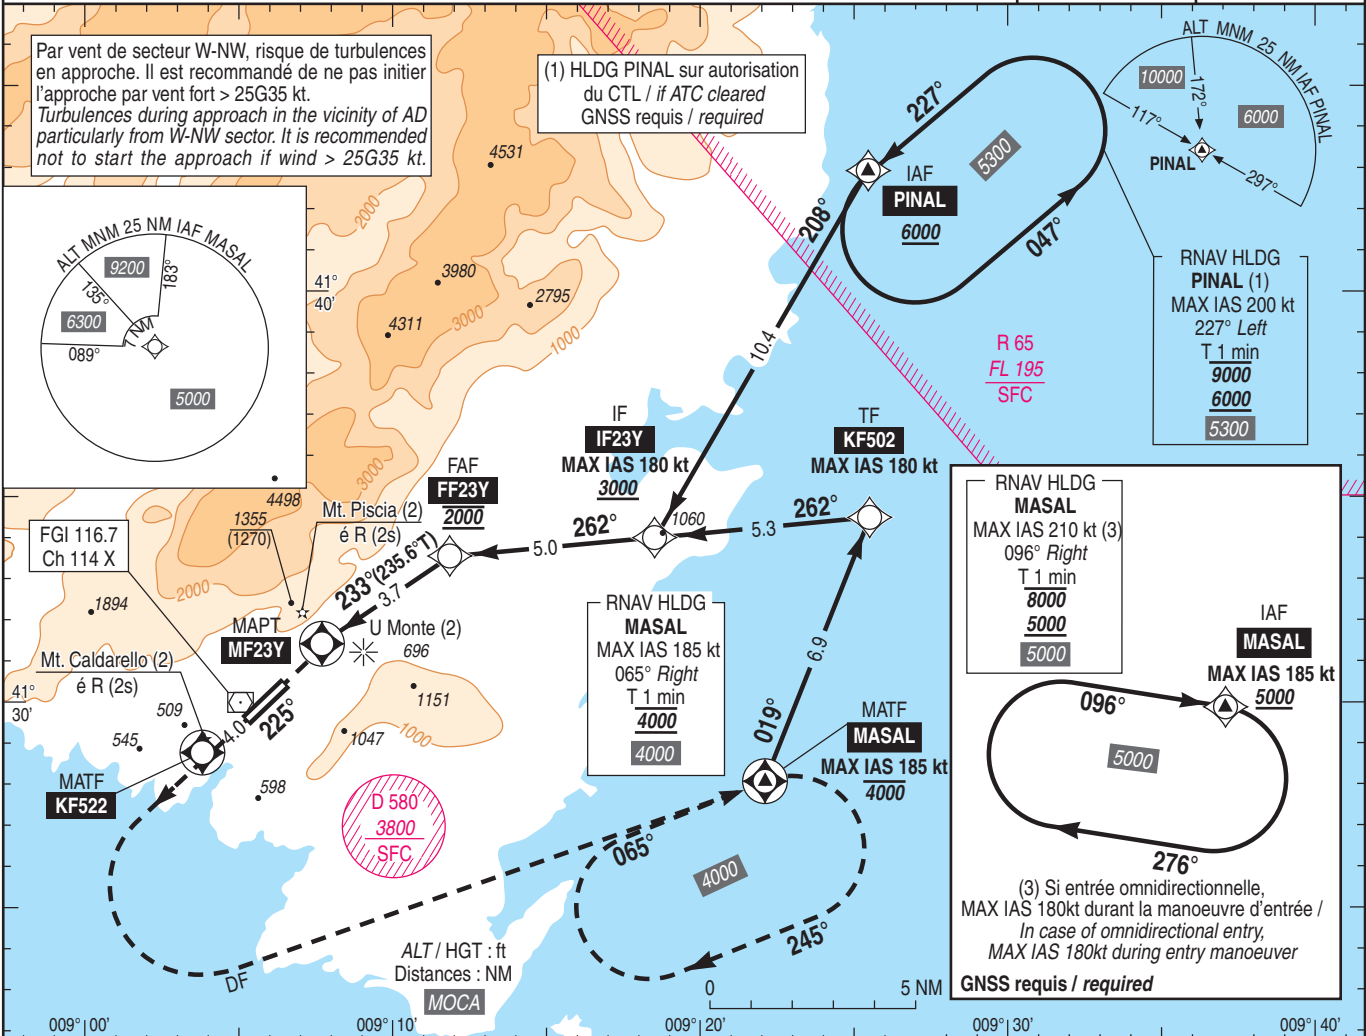 Par vent de secteur W-NW, risque de turbulences
en approche. Il est recommandé de ne pas initier
l'approche par vent fort > 25G35 kt.
Turbulences during approach in the vicinity of AD
particularly from W-NW sector. It is recommended
not to start the approach if wind > 25G35 kt.
(1) HLDG PINAL sur autorisation
du CTL / if ATC cleared
GNSS requis / required
ALT MNM 25 NM IAF PINAL
10000
172°
6000
117°
PINAL
297°
ALT MNM 25 NM IAF MASAL
9200
183°
135°
6300
7 NM
089°
5000
4531
2000
3980
2795
4311
3000
1000
41°
40'
227°
5300
IAF
PINAL
6000
208°
047°
10.4
RNAV HLDG
PINAL (1)
MAX IAS 200 kt
227° Left
T 1 min
9000
6000
5300
R 65
FL 195
SFC
IF
IF23Y
MAX IAS 180 kt
3000
TF
KF502
MAX IAS 180 kt
FAF
FF23Y
2000
3000
4498
1355
(1270)
Mt. Piscia (2)
é R (2s)
FGI 116.7
Ch 114 X
2000
1894
262°
5.0
1060
5.3
262°
233°(235.6°T)
3.7
MAPT
MF23Y
U Monte (2)
696
Mt. Caldarello (2)
é R (2s)
41°
30'
509
545
4.0
225°
1151
1047
1000
598
MATF
KF522
RNAV HLDG
MASAL
MAX IAS 185 kt
065° Right
T 1 min
4000
4000
6.9
019°
MATF
MASAL
MAX IAS 185 kt
4000
D 580
3800
SFC
065°
4000
245°
DF
RNAV HLDG
MASAL
MAX IAS 210 kt (3)
096° Right
T 1 min
8000
5000
5000
IAF
MASAL
MAX IAS 185 kt
5000
096°
5000
276°
(3) Si entrée omnidirectionnelle,
MAX IAS 180kt durant la manoeuvre d'entrée /
In case of omnidirectional entry,
MAX IAS 180kt during entry manoeuver
GNSS requis / required
ALT / HGT : ft
Distances : NM
MOCA
0
5 NM
009° 00'
009° 10'
009° 20'
009° 30'
009° 40'